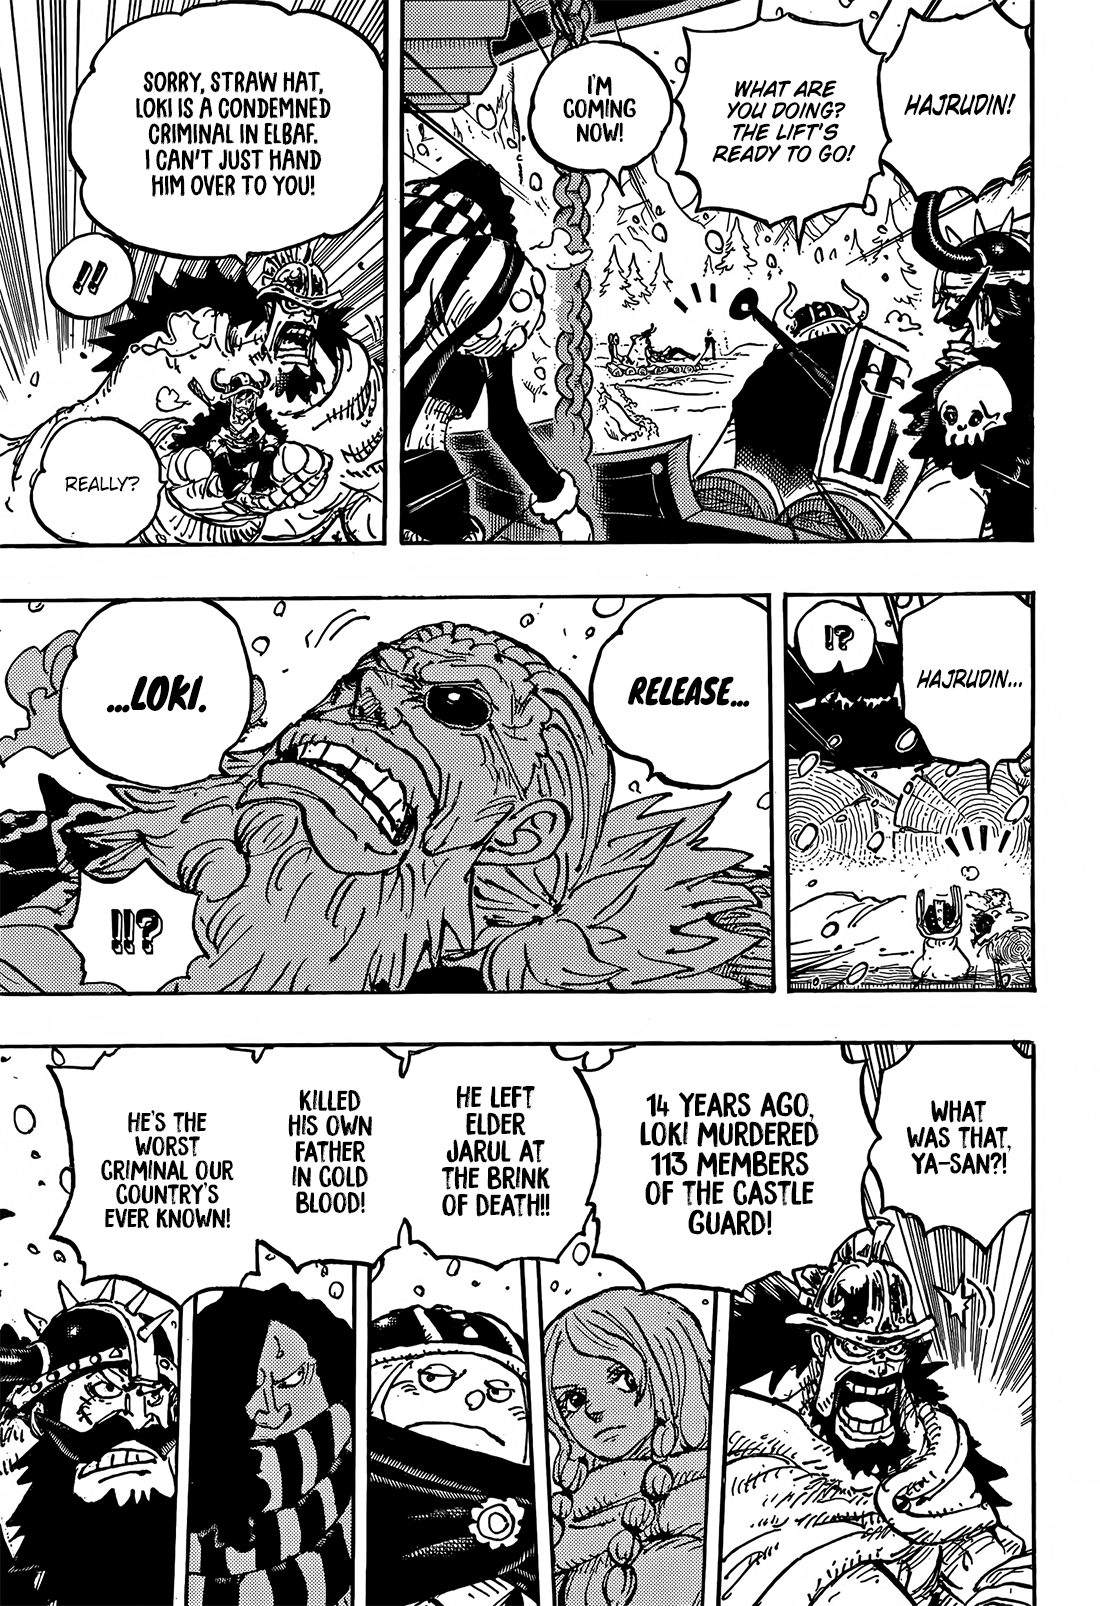 HAJRUDIN!
WHAT ARE
YOU DOING?
THE LIFT'S
READY TO GO!
I'M
COMING
NOW!
SORRY, STRAW HAT,
LOKI IS A CONDEMNED
CRIMINAL IN ELBAF.
I CAN'T JUST HAND
HIM OVER TO YOU!
!!
REALLY?
HAJRUDIN...
!?
RELEASE...
...LOKI.
!!?
WHAT
WAS THAT,
YA-SAN?!
14 YEARS AGO,
LOKI MURDERED
113 MEMBERS
OF THE CASTLE
GUARD!
HE LEFT
ELDER
JARUL AT
THE BRINK
OF DEATH!!
KILLED
HIS OWN
FATHER
IN COLD
BLOOD!
HE'S THE
WORST
CRIMINAL OUR
COUNTRY'S
EVER KNOWN!